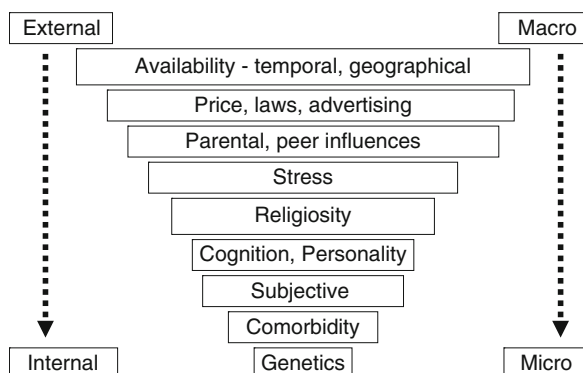 External
Macro
Availability - temporal, geographical
Price, laws, advertising
Parental, peer influences
Stress
Religiosity
Cognition, Personality
Subjective
Comorbidity
Internal
Genetics
Micro